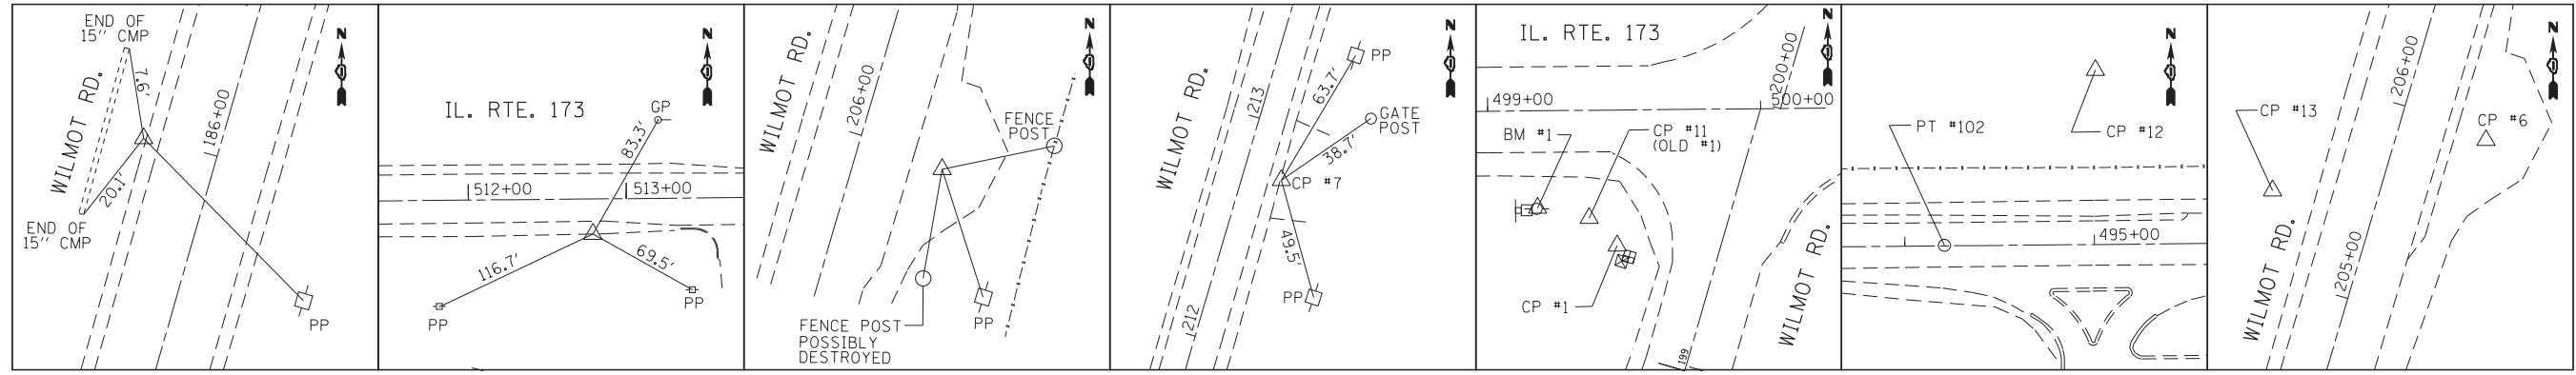 END OF
15'' CMP
7.6'
WILMOT RD.
186+00
20.1'
END OF
15'' CMP
PP
N
IL. RTE. 173
GP
83.3'
512+00
513+00
116.7'
69.5'
PP
PP
N
WILMOT RD.
206+00
FENCE
POST
FENCE POST
POSSIBLY
DESTROYED
PP
N
WILMOT RD.
213
63.7'
PP
GATE
POST
38.7'
CP #7
49.5'
212
PP
N
IL. RTE. 173
200+00
499+00
500+00
BM #1
CP #11
(OLD #1)
CP #1
WILMOT RD.
199
N
PT #102
CP #12
495+00
N
206+00
CP #13
CP #6
WILMOT RD.
205+00
N